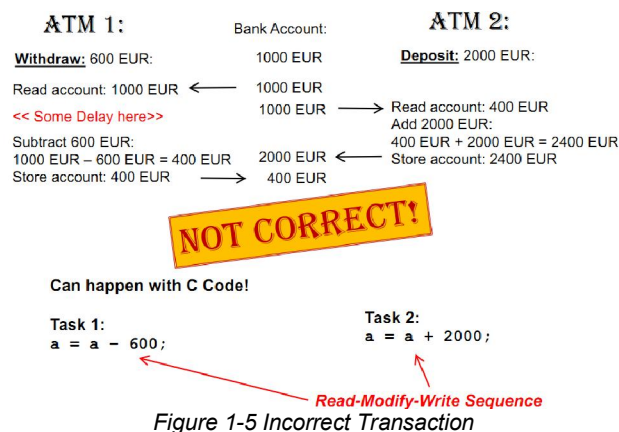 ATM 1:
Bank Account:
ATM 2:
Withdraw: 600 EUR:
1000 EUR
Deposit: 2000 EUR:
Read account: 1000 EUR
1000 EUR
<< Some Delay here>>
1000 EUR
Read account: 400 EUR
Add 2000 EUR:
Subtract 600 EUR:
1000 EUR – 600 EUR = 400 EUR
2000 EUR
400 EUR + 2000 EUR = 2400 EUR
Store account: 2400 EUR
Store account: 400 EUR
400 EUR
NOT CORRECT!
Can happen with C Code!
Task 1:
a = a – 600;
Task 2:
a = a + 2000;
Read-Modify-Write Sequence
Figure 1-5 Incorrect Transaction